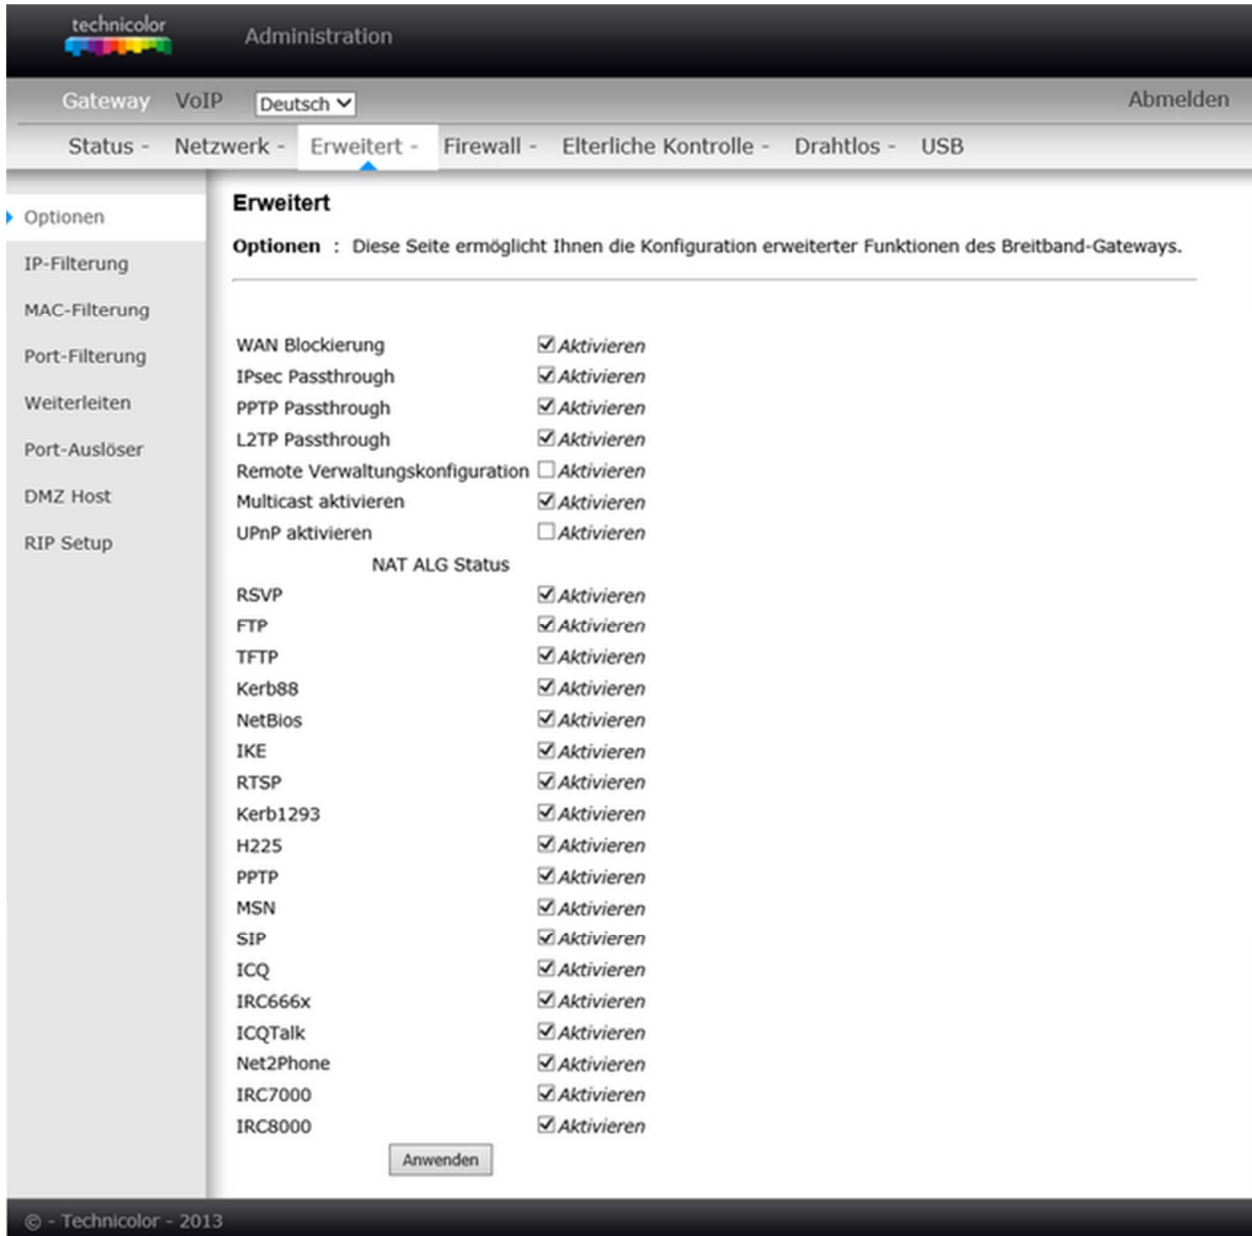 technicolor
Administration
Gateway VoIP Deutsch Abmelden
Status - Netzwerk - Erweitert - Firewall - Elterliche Kontrolle - Drahtlos - USB
Optionen
IP-Filterung
MAC-Filterung
Port-Filterung
Weiterleiten
Port-Auslöser
DMZ Host
RIP Setup
Erweitert
Optionen : Diese Seite ermöglicht Ihnen die Konfiguration erweiterter Funktionen des Breitband-Gateways.
WAN Blockierung Aktivieren
IPsec Passthrough Aktivieren
PPTP Passthrough Aktivieren
L2TP Passthrough Aktivieren
Remote Verwaltungskonfiguration Aktivieren
Multicast aktivieren Aktivieren
UPnP aktivieren Aktivieren
NAT ALG Status
RSVP Aktivieren
FTP Aktivieren
TFTP Aktivieren
Kerb88 Aktivieren
NetBios Aktivieren
IKE Aktivieren
RTSP Aktivieren
Kerb1293 Aktivieren
H225 Aktivieren
PPTP Aktivieren
MSN Aktivieren
SIP Aktivieren
ICQ Aktivieren
IRC666x Aktivieren
ICQTalk Aktivieren
Net2Phone Aktivieren
IRC7000 Aktivieren
IRC8000 Aktivieren
Anwenden
© - Technicolor - 2013